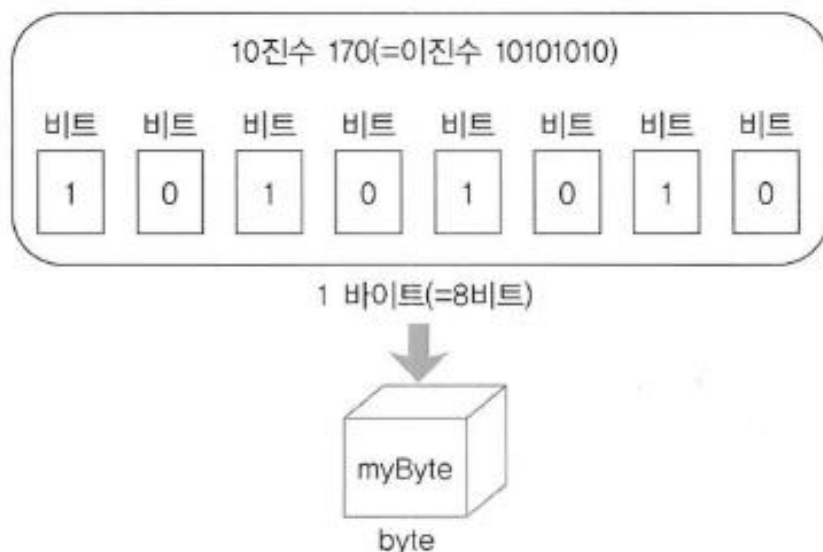 10진수 170(=이진수 10101010)
비트 비트 비트 비트 비트 비트 비트 비트
1 0 1 0 1 0 1 0
1 바이트(=8비트)
myByte
byte